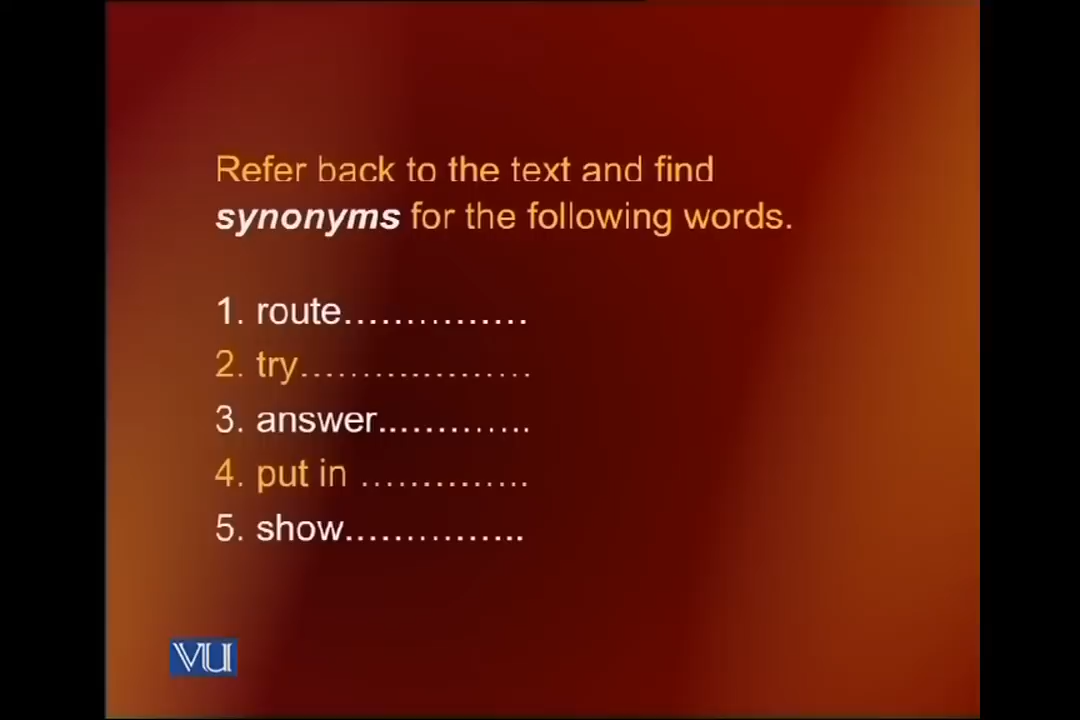 Refer back to the text and find
synonyms for the following words.
1. route……………
2. try…………………
3. answer..………….
4. put in …………….
5. show.…………...
VU